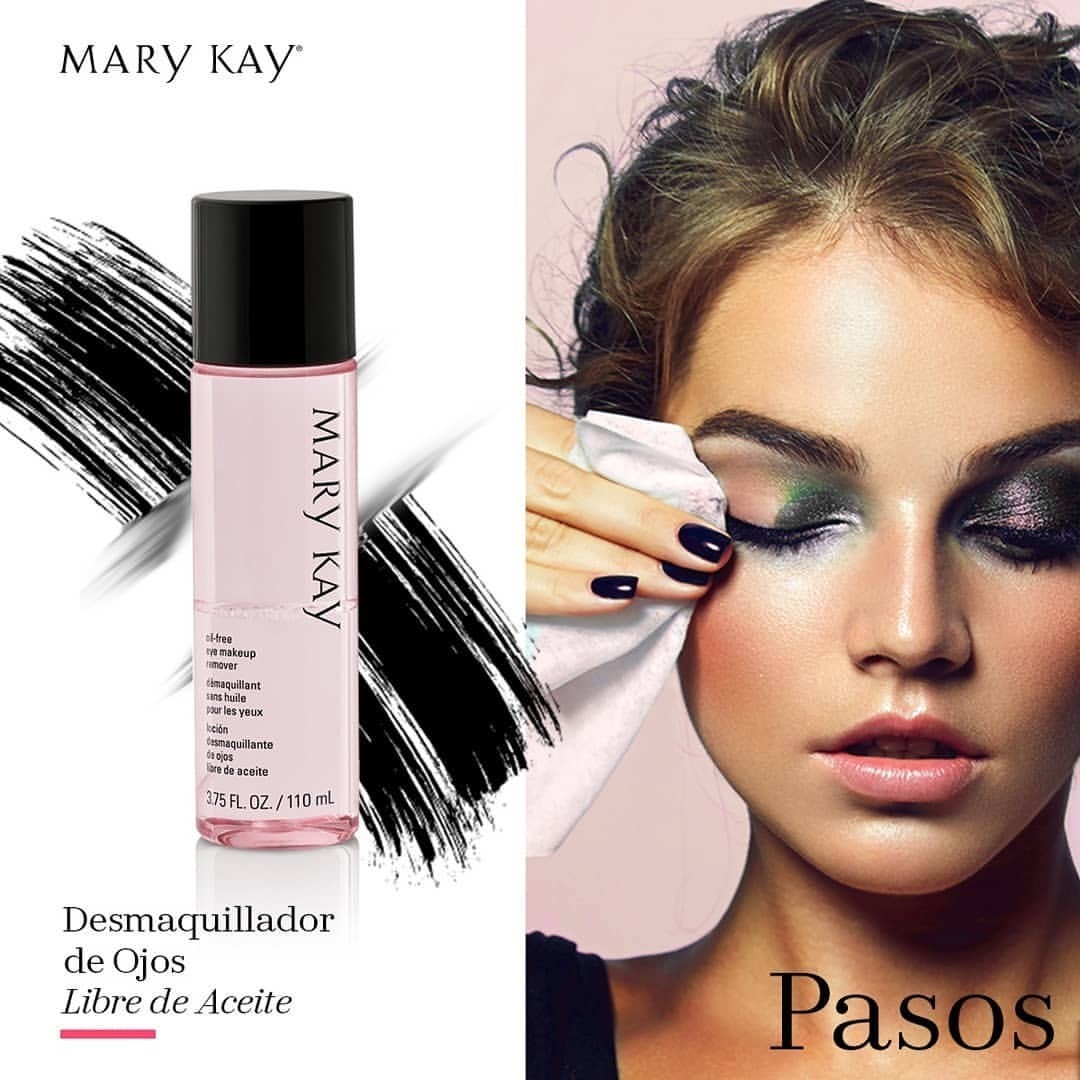 MARY KAY®
MARY KAY
oil-free
eye makeup
remover
démaquillant
sans huile
pour les yeux
loción
desmaquillante
de ojos
libre de aceite
3.75 FL. OZ. / 110 mL
Desmaquillador
de Ojos
Libre de Aceite
Pasos